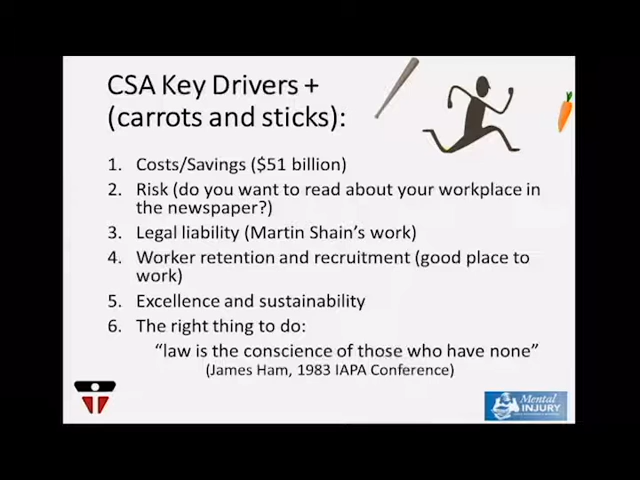 CSA Key Drivers +
(carrots and sticks):
1. Costs/Savings ($51 billion)
2. Risk (do you want to read about your workplace in
the newspaper?)
3. Legal liability (Martin Shain's work)
4. Worker retention and recruitment (good place to
work)
5. Excellence and sustainability
6. The right thing to do:
“law is the conscience of those who have none”
(James Ham, 1983 IAPA Conference)
Mental
INJURY